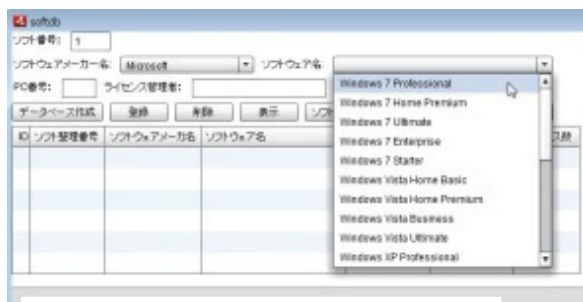 softdb
ソフト番号: 1
ソフトウェアメーカー名: Microsoft ソフトウェア名:
PC番号: ライセンス管理者:
データベース作成 登録 削除 表示 ソフ
ID ソフト整理番号 ソフトウェアメーカ名 ソフトウェア名 ス数
Windows 7 Professional
Windows 7 Home Premium
Windows 7 Ultimate
Windows 7 Enterprise
Windows 7 Starter
Windows Vista Home Basic
Windows Vista Home Premium
Windows Vista Business
Windows Vista Ultimate
Windows XP Professional